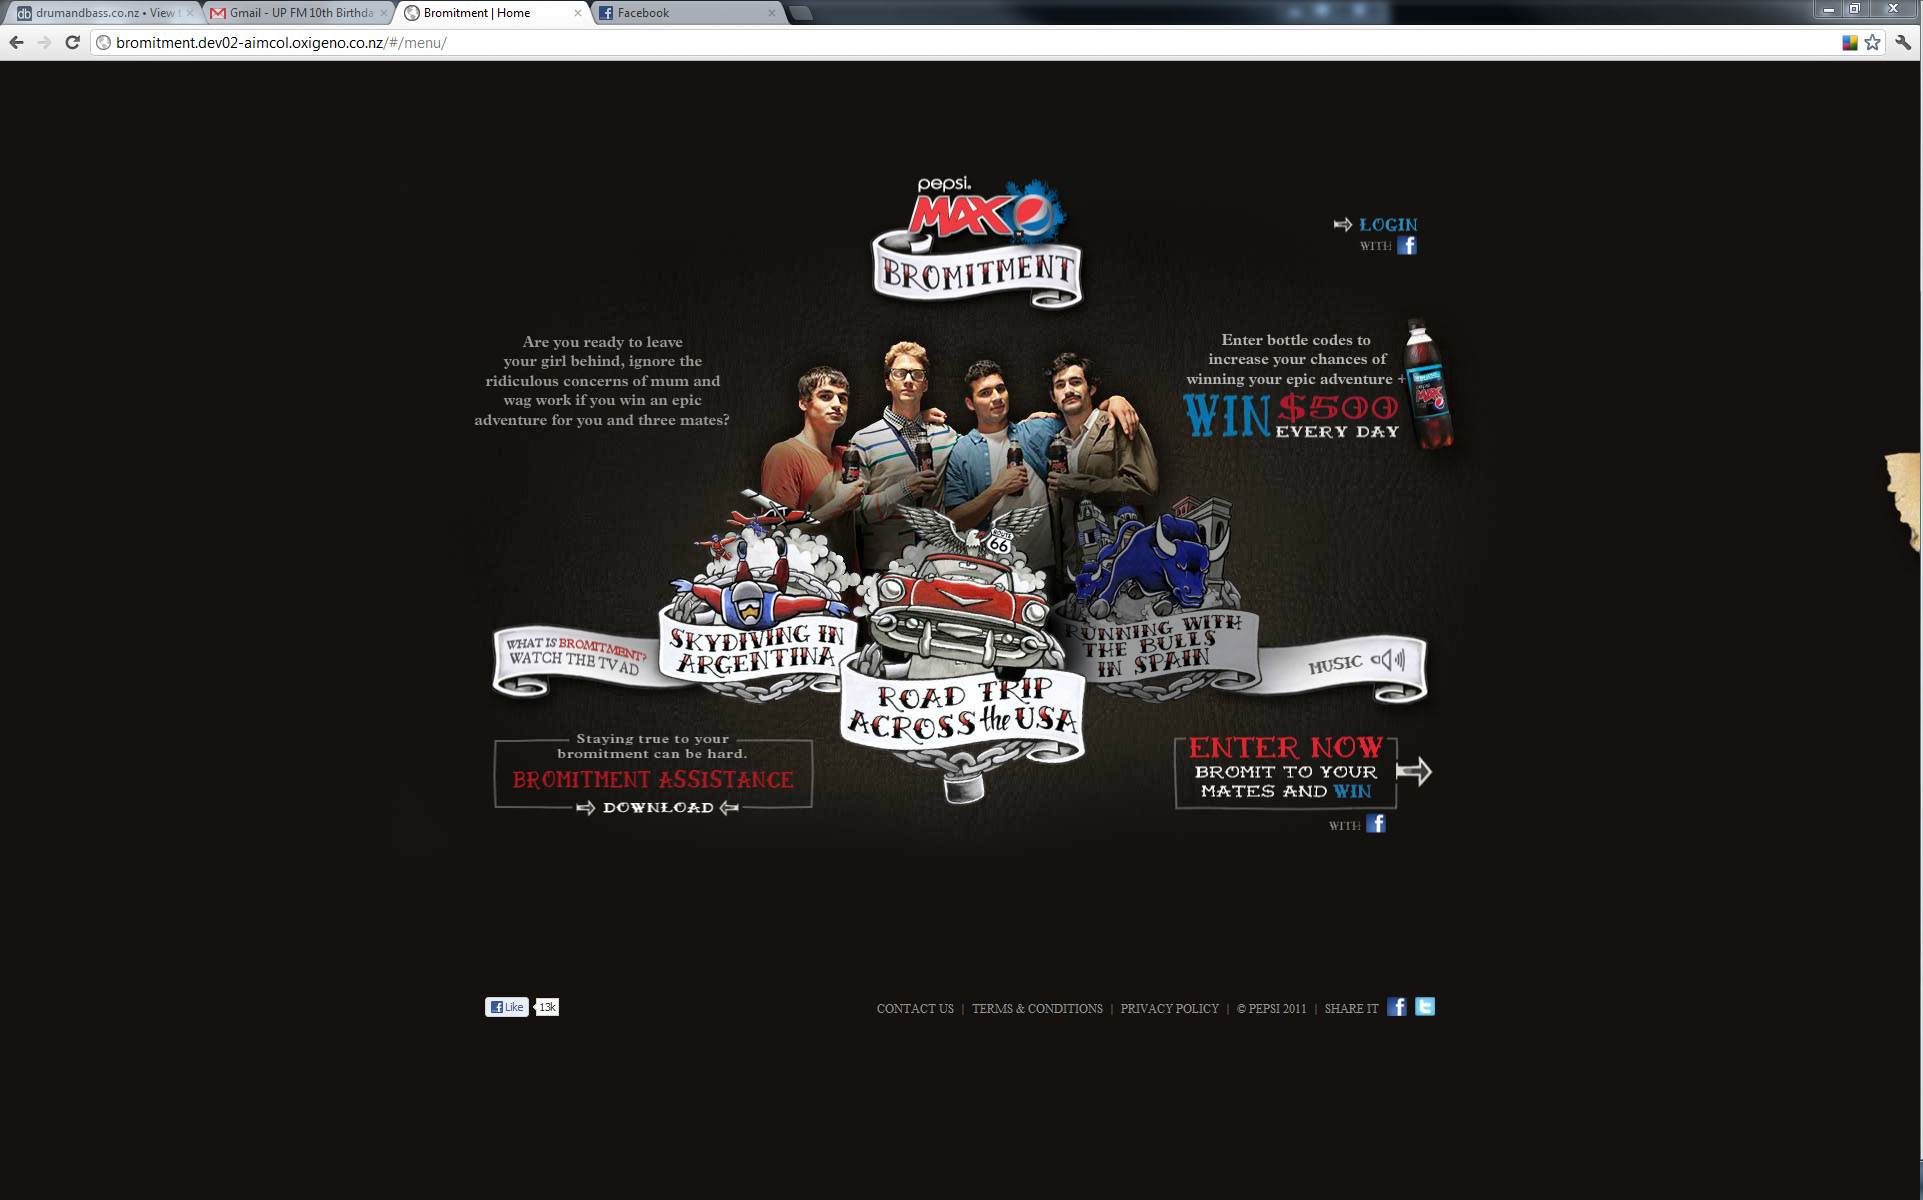 drumandbass.co.nz • View t
Gmail - UP FM 10th Birthda
Bromitment | Home
Facebook
bromitment.dev02-aimcol.oxigeno.co.nz/#/menu/
pepsi.
MAX
BROMITMENT
LOGIN
WITH f
Are you ready to leave
your girl behind, ignore the
ridiculous concerns of mum and
wag work if you win an epic
adventure for you and three mates?
Enter bottle codes to
increase your chances of
winning your epic adventure +
WIN $500
EVERY DAY
ROUTE
66
WHAT IS BROMITMENT?
WATCH THE TV AD
SKYDIVING IN
ARGENTINA
ROAD TRIP
ACROSS the USA
RUNNING WITH
THE BULLS
IN SPAIN
MUSIC
Staying true to your
bromitment can be hard.
BROMITMENT ASSISTANCE
DOWNLOAD
ENTER NOW
BROMIT TO YOUR
MATES AND WIN
WITH f
Like 13k
CONTACT US | TERMS & CONDITIONS | PRIVACY POLICY | © PEPSI 2011 | SHARE IT